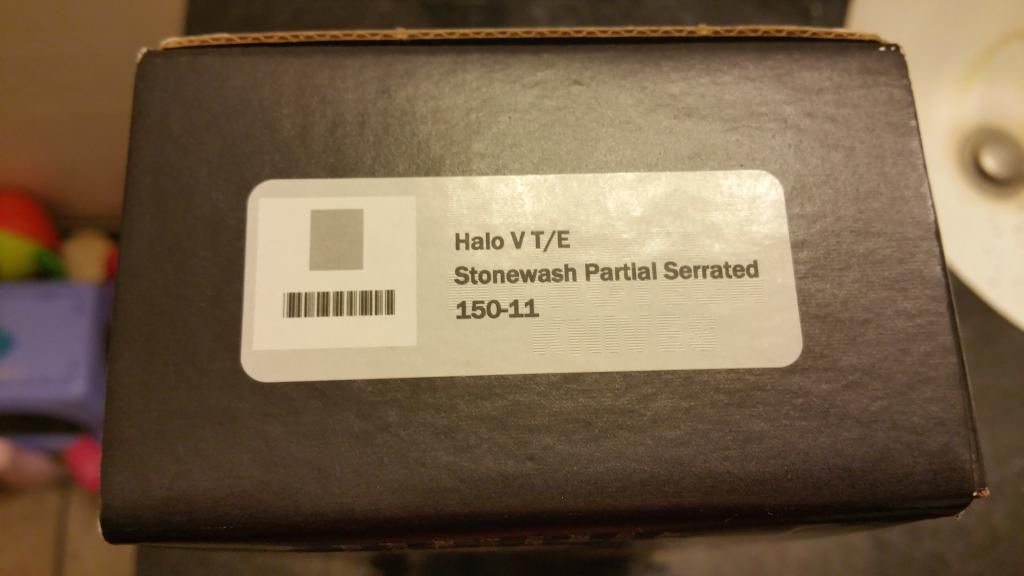 Halo V T/E
Stonewash Partial Serrated
150-11